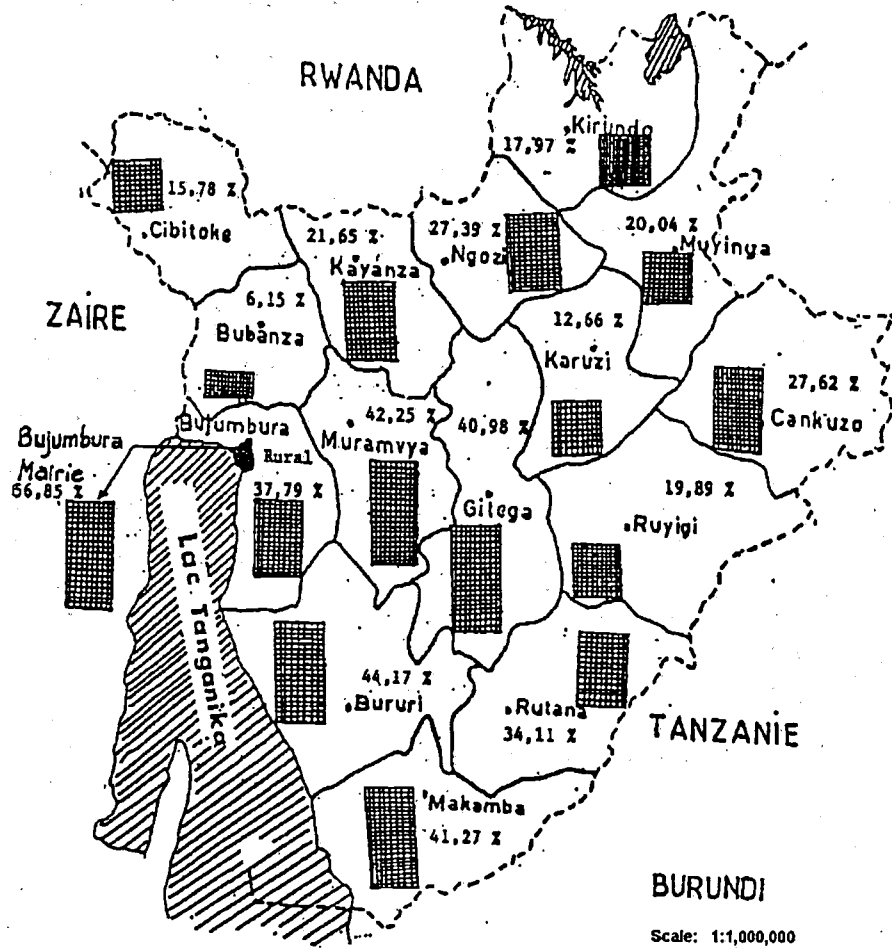 RWANDA
Kirundo
17,97 %
15,78 %
Cibitoke
21,65 %
Kayanza
27,39 %
Ngozi
20,04 %
Muyinga
ZAIRE
6,15 %
Bubanza
12,66 %
Karuzi
27,62 %
Cankuzo
42,25 %
Muramvya
40,98 %
Gitega
Bujumbura
Rural
37,79 %
Bujumbura
Mairie
66,85 %
19,89 %
Ruyigi
Lac. Tanganika
44,17 %
Bururi
Rutana
34,11 %
TANZANIE
Makamba
41,27 %
BURUNDI
Scale: 1:1,000,000